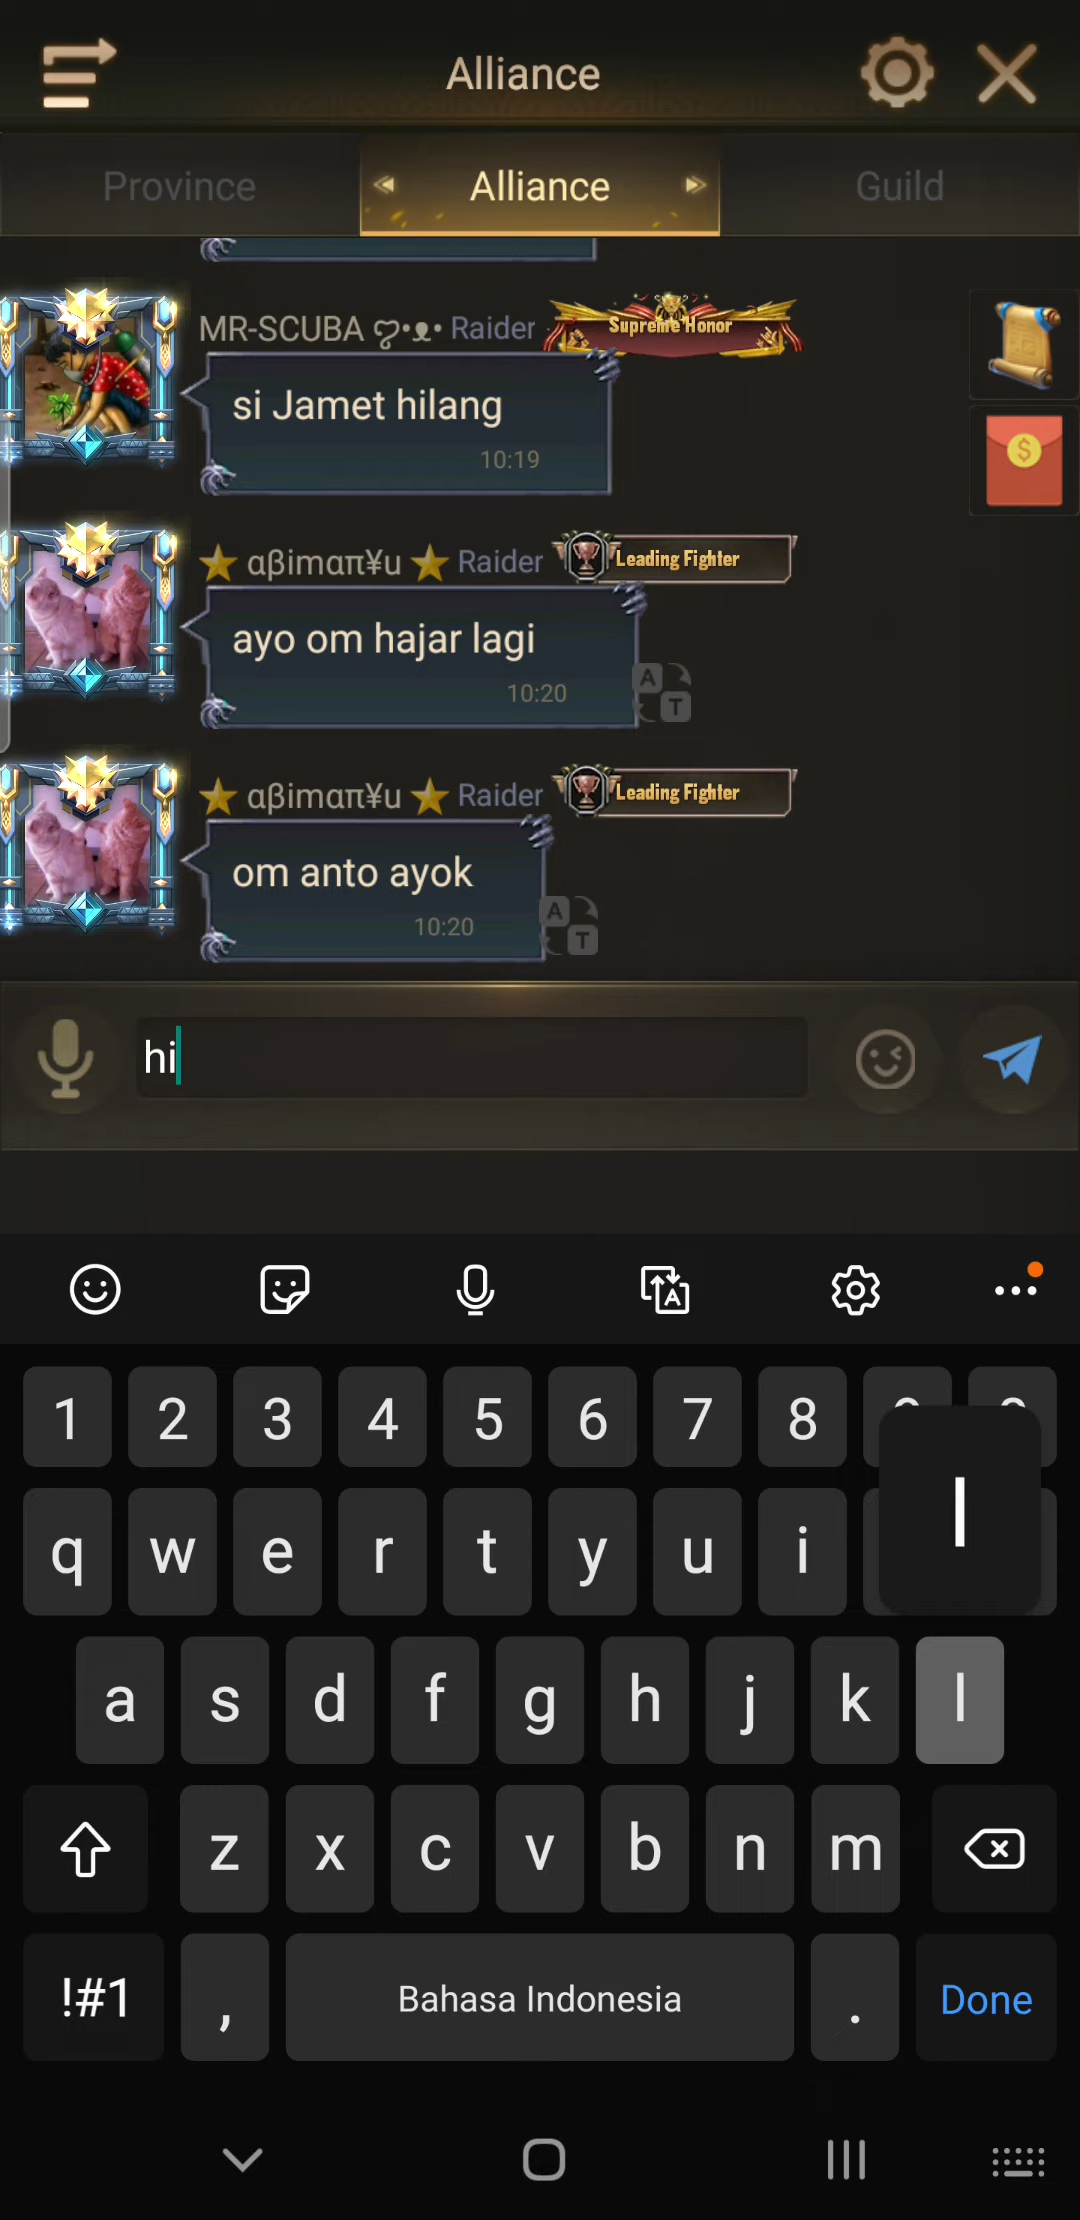 Alliance
Province
Alliance
Guild
MR-SCUBA ღ•ᴥ• Raider
Supreme Honor
si Jamet hilang
10:19
★ αβimαπ¥u ★ Raider
Leading Fighter
ayo om hajar lagi
10:20
A
T
★ αβimαπ¥u ★ Raider
Leading Fighter
om anto ayok
10:20
A
T
hi
1 2 3 4 5 6 7 8
l
q w e r t y u i
a s d f g h j k l
z x c v b n m
!#1 , Bahasa Indonesia . Done